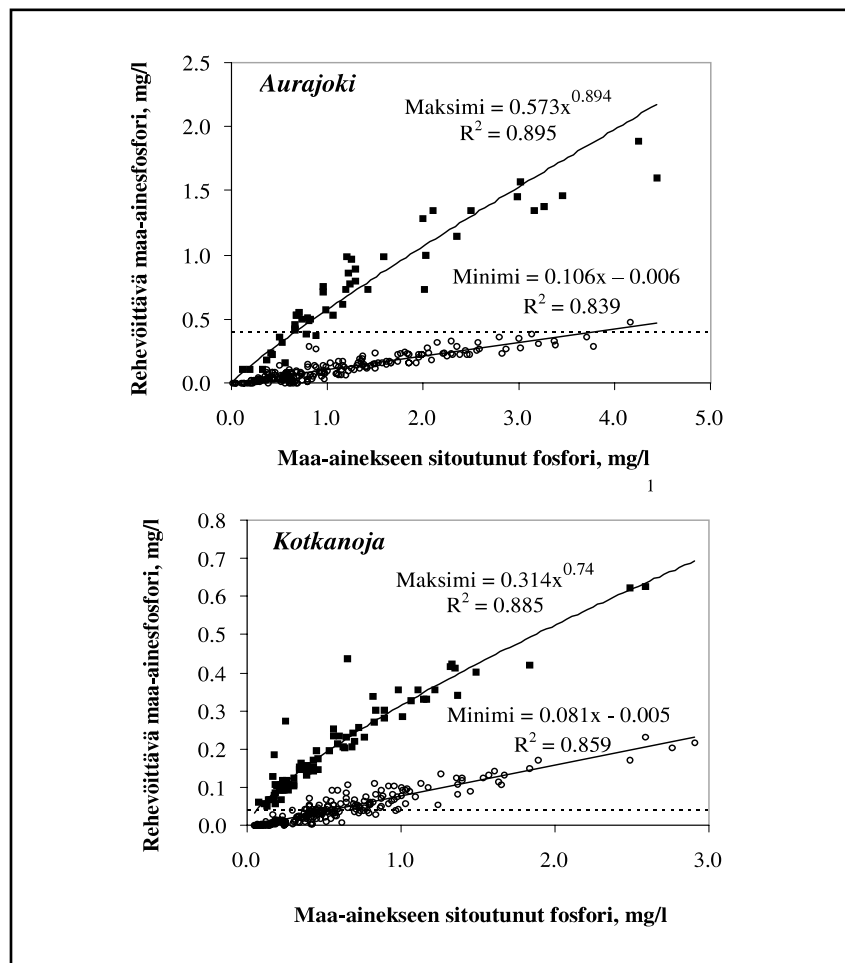 Aurajoki
Rehevöittävä maa-ainesfosfori, mg/l
2.5
2.0
1.5
1.0
0.5
0.0
Maksimi = 0.573x^0.894
R² = 0.895
Minimi = 0.106x – 0.006
R² = 0.839
0.0 1.0 2.0 3.0 4.0 5.0
Maa-ainekseen sitoutunut fosfori, mg/l
1
Kotkanoja
Rehevöittävä maa-ainesfosfori, mg/l
0.8
0.7
0.6
0.5
0.4
0.3
0.2
0.1
0.0
Maksimi = 0.314x^0.74
R² = 0.885
Minimi = 0.081x - 0.005
R² = 0.859
0.0 1.0 2.0 3.0
Maa-ainekseen sitoutunut fosfori, mg/l